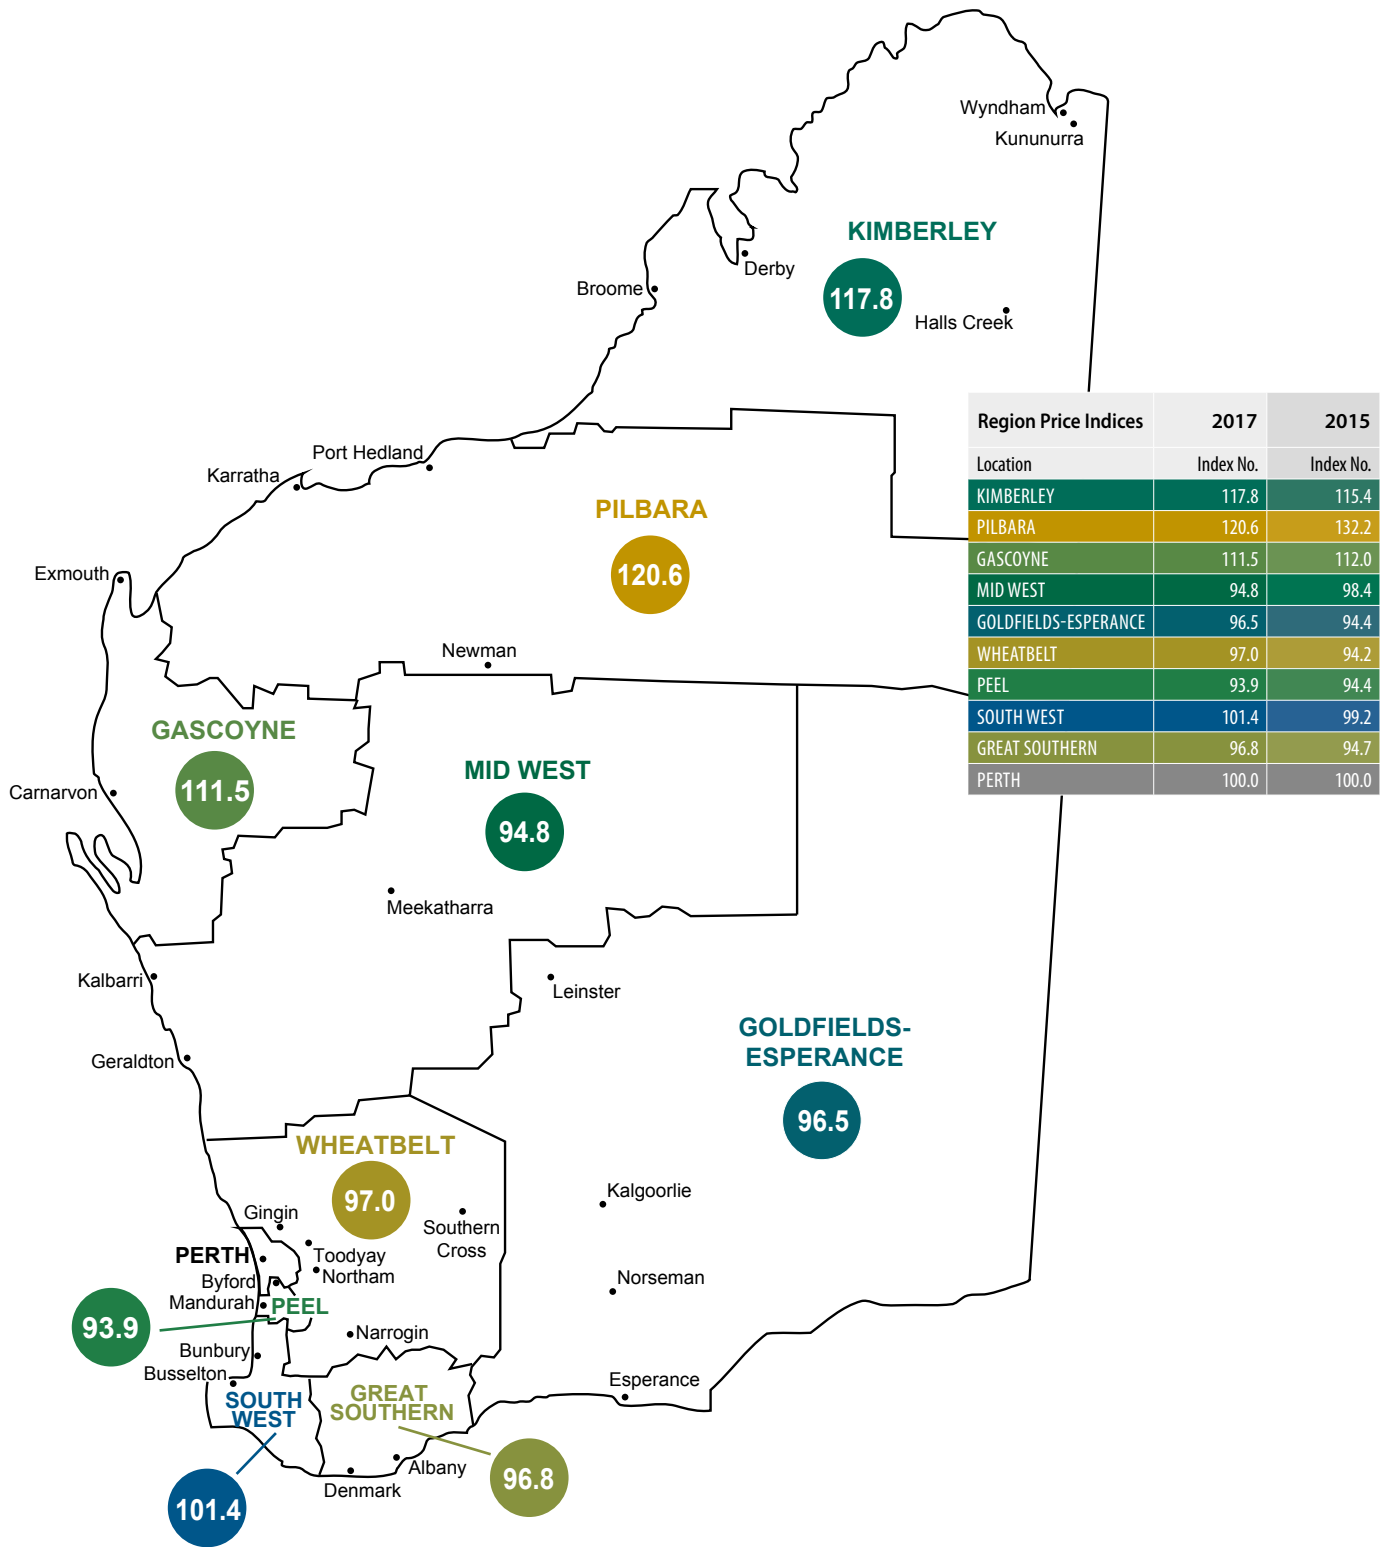 Wyndham
Kununurra
KIMBERLEY
Derby
Broome
117.8
Halls Creek
Region Price Indices 2017 2015
Location Index No. Index No.
KIMBERLEY 117.8 115.4
PILBARA 120.6 132.2
GASCOYNE 111.5 112.0
MID WEST 94.8 98.4
GOLDFIELDS-ESPERANCE 96.5 94.4
WHEATBELT 97.0 94.2
PEEL 93.9 94.4
SOUTH WEST 101.4 99.2
GREAT SOUTHERN 96.8 94.7
PERTH 100.0 100.0
Port Hedland
Karratha
PILBARA
120.6
Exmouth
Newman
GASCOYNE
111.5
MID WEST
94.8
Carnarvon
Meekatharra
Kalbarri
Leinster
GOLDFIELDS-
ESPERANCE
96.5
Geraldton
WHEATBELT
97.0
Kalgoorlie
Gingin
Southern
Cross
PERTH
Toodyay
Northam
Byford
Mandurah
PEEL
93.9
Norseman
Narrogin
Bunbury
Busselton
Esperance
SOUTH
WEST
GREAT
SOUTHERN
Albany
Denmark
96.8
101.4